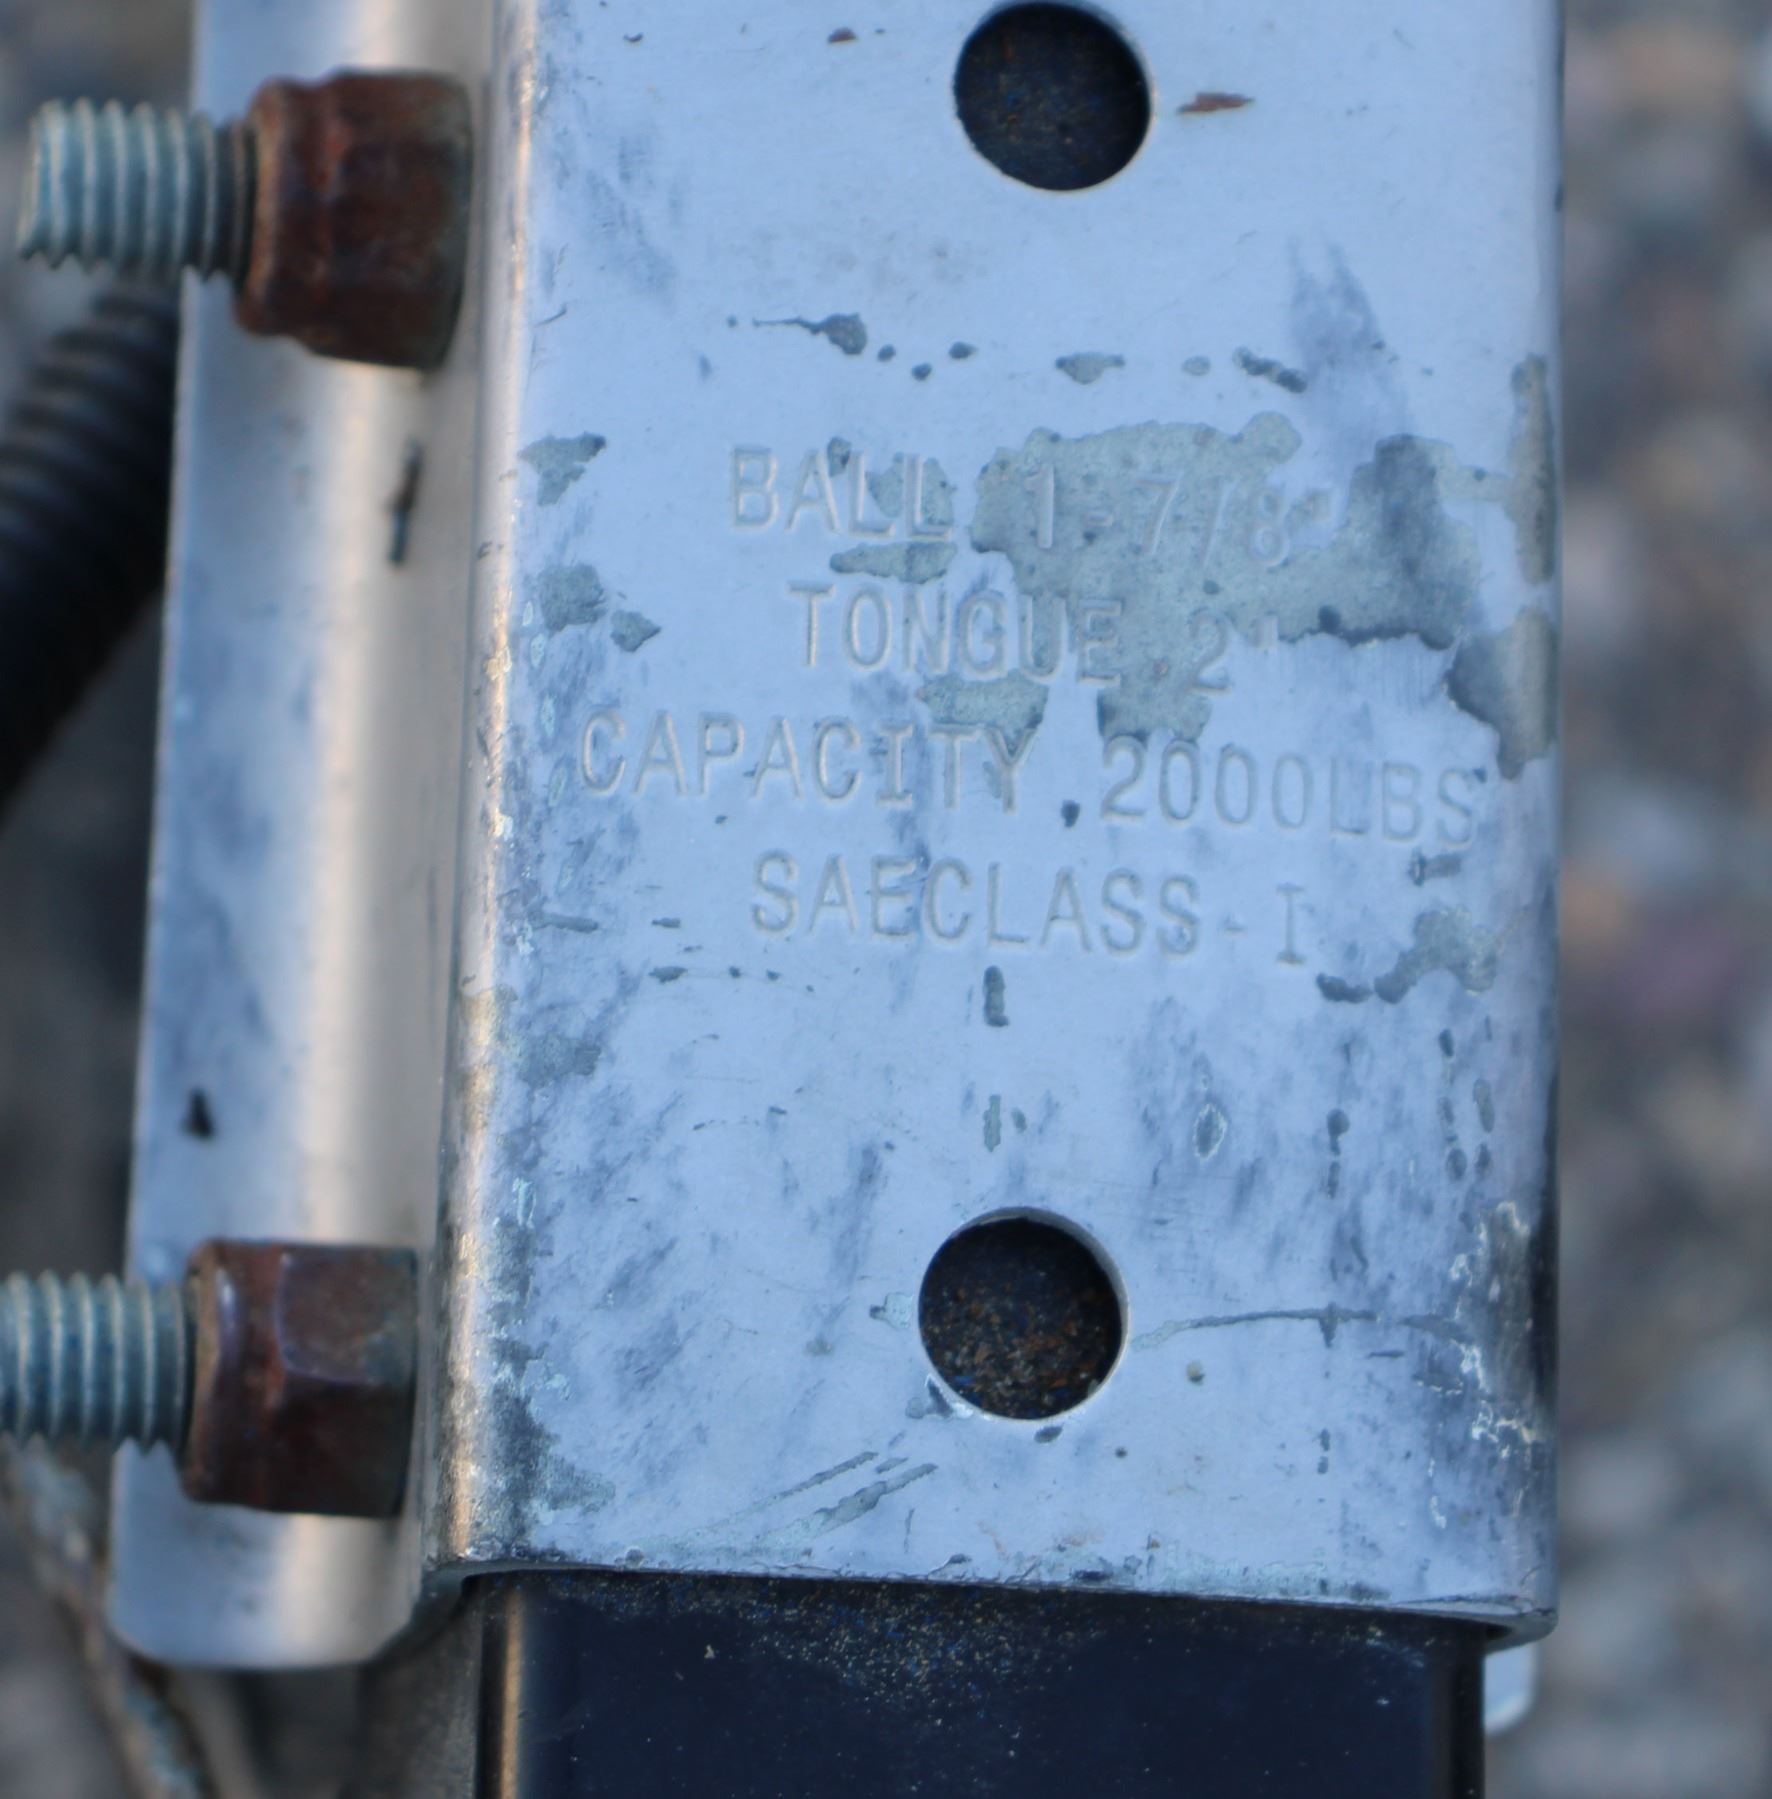 BALL 1-7/8"
TONGUE 2"
CAPACITY 2000LBS
SAECLASS-I